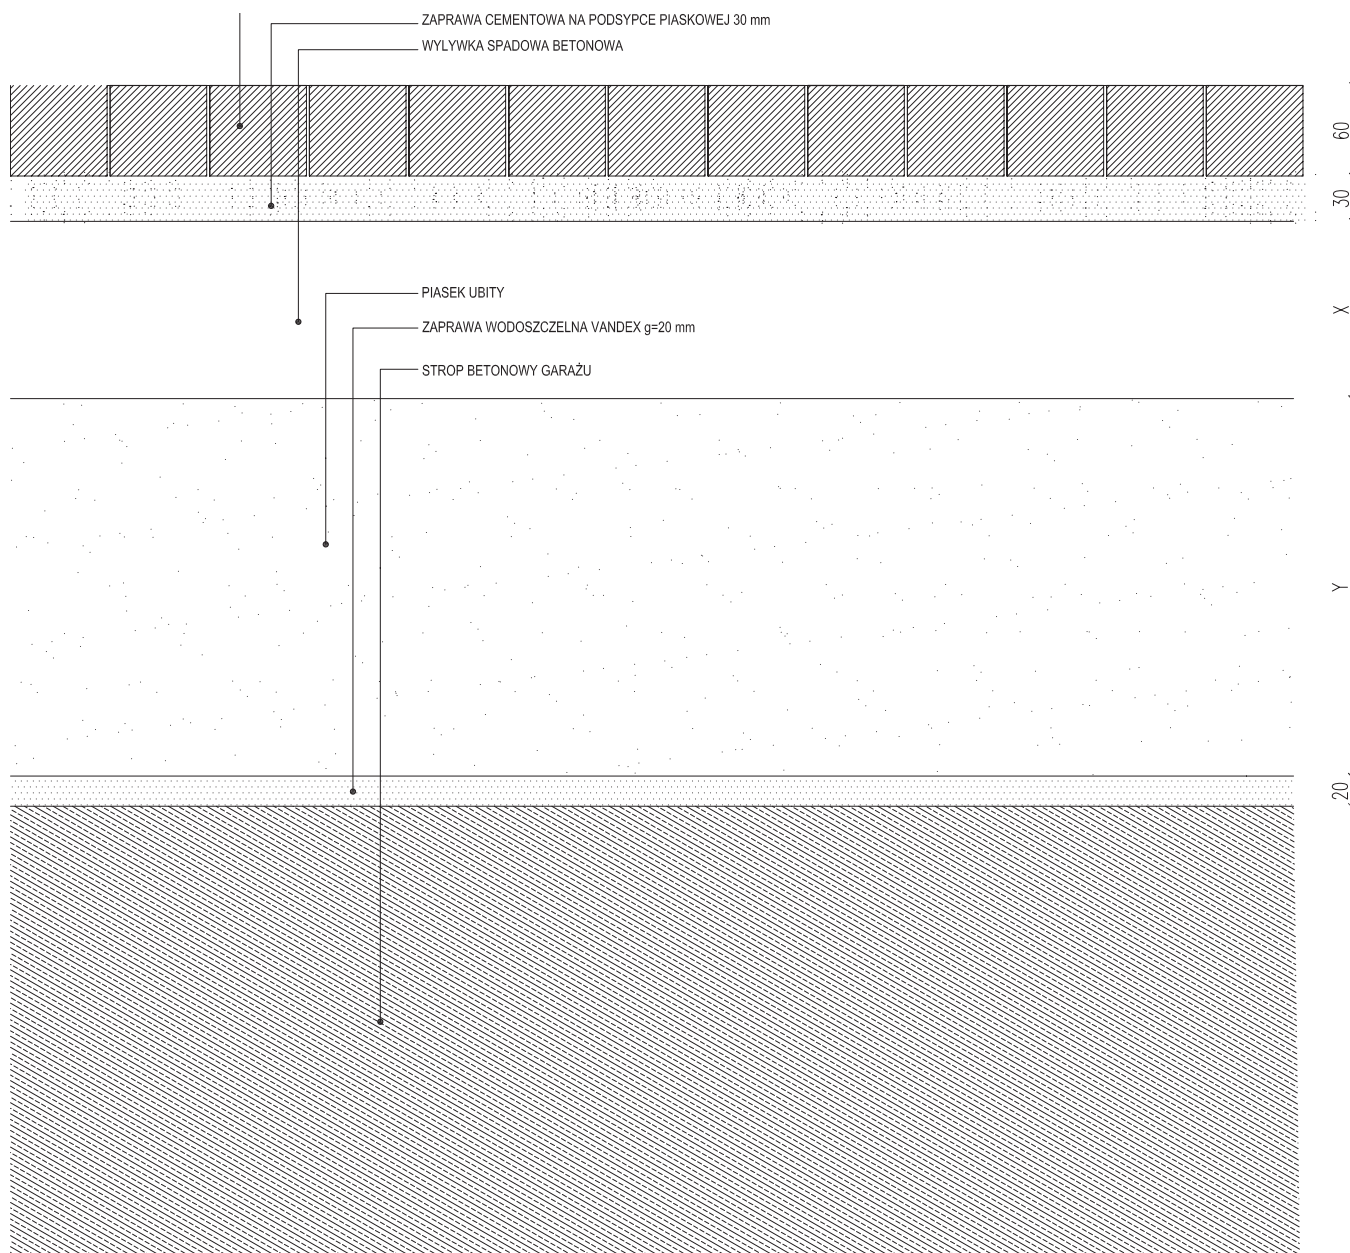 ZAPRAWA CEMENTOWA NA PODSYPCE PIASKOWEJ 30 mm
WYLYWKA SPADOWA BETONOWA
60
30
PIASEK UBITY
X
ZAPRAWA WODOSZCZELNA VANDEX g=20 mm
STROP BETONOWY GARAŻU
Y
20